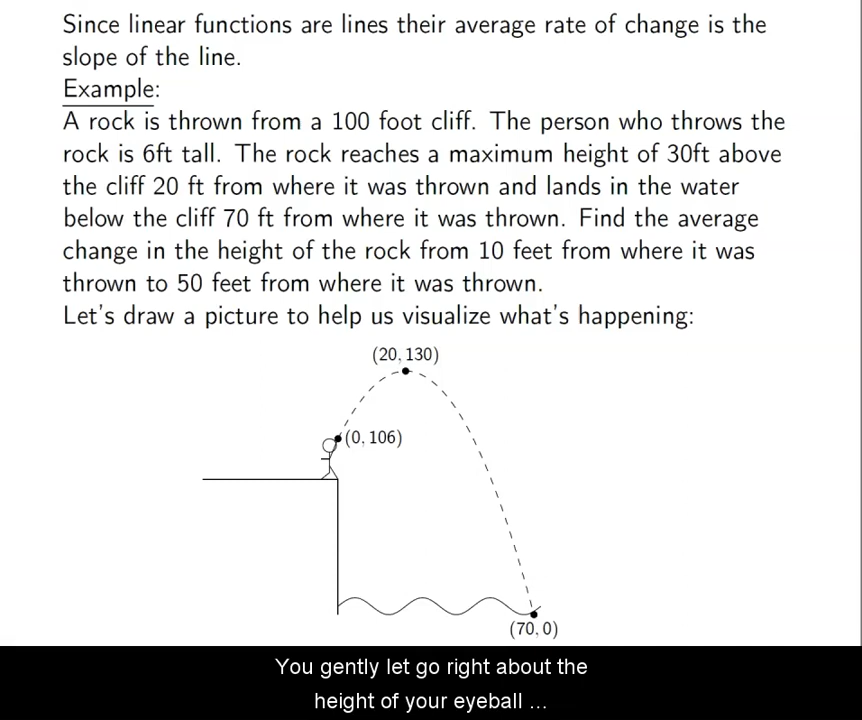 Since linear functions are lines their average rate of change is the
slope of the line.
Example:
A rock is thrown from a 100 foot cliff. The person who throws the
rock is 6ft tall. The rock reaches a maximum height of 30ft above
the cliff 20 ft from where it was thrown and lands in the water
below the cliff 70 ft from where it was thrown. Find the average
change in the height of the rock from 10 feet from where it was
thrown to 50 feet from where it was thrown.
Let's draw a picture to help us visualize what's happening:
(20, 130)
(0, 106)
(70, 0)
You gently let go right about the
height of your eyeball ...